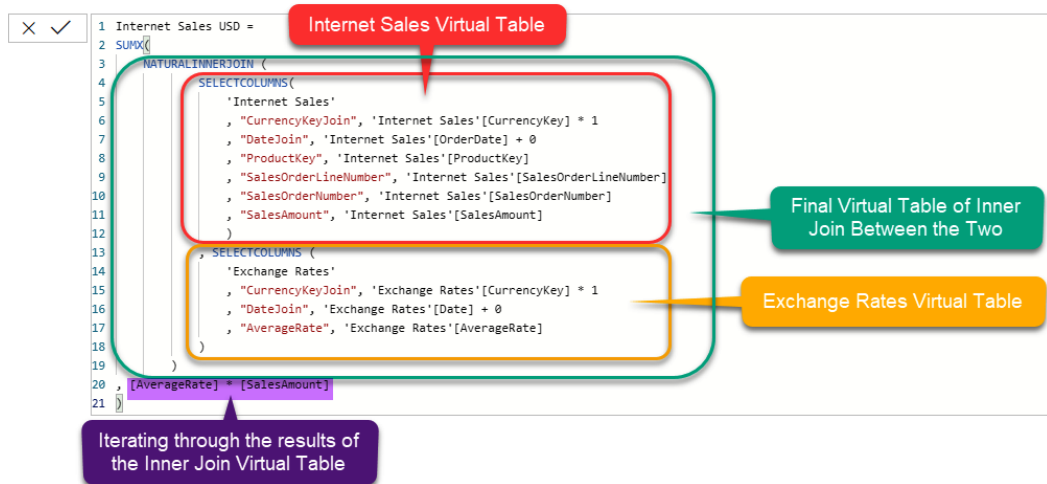 Internet Sales Virtual Table
1 Internet Sales USD =
2 SUMX(
3 NATURALINNERJOIN (
4 SELECTCOLUMNS(
5 'Internet Sales'
6 , "CurrencyKeyJoin", 'Internet Sales'[CurrencyKey] * 1
7 , "DateJoin", 'Internet Sales'[OrderDate] + 0
8 , "ProductKey", 'Internet Sales'[ProductKey]
9 , "SalesOrderLineNumber", 'Internet Sales'[SalesOrderLineNumber]
10 , "SalesOrderNumber", 'Internet Sales'[SalesOrderNumber]
11 , "SalesAmount", 'Internet Sales'[SalesAmount]
12 )
13 , SELECTCOLUMNS (
14 'Exchange Rates'
15 , "CurrencyKeyJoin", 'Exchange Rates'[CurrencyKey] * 1
16 , "DateJoin", 'Exchange Rates'[Date] + 0
17 , "AverageRate", 'Exchange Rates'[AverageRate]
18 )
19 )
20 , [AverageRate] * [SalesAmount]
21 )
Final Virtual Table of Inner
Join Between the Two
Exchange Rates Virtual Table
Iterating through the results of
the Inner Join Virtual Table